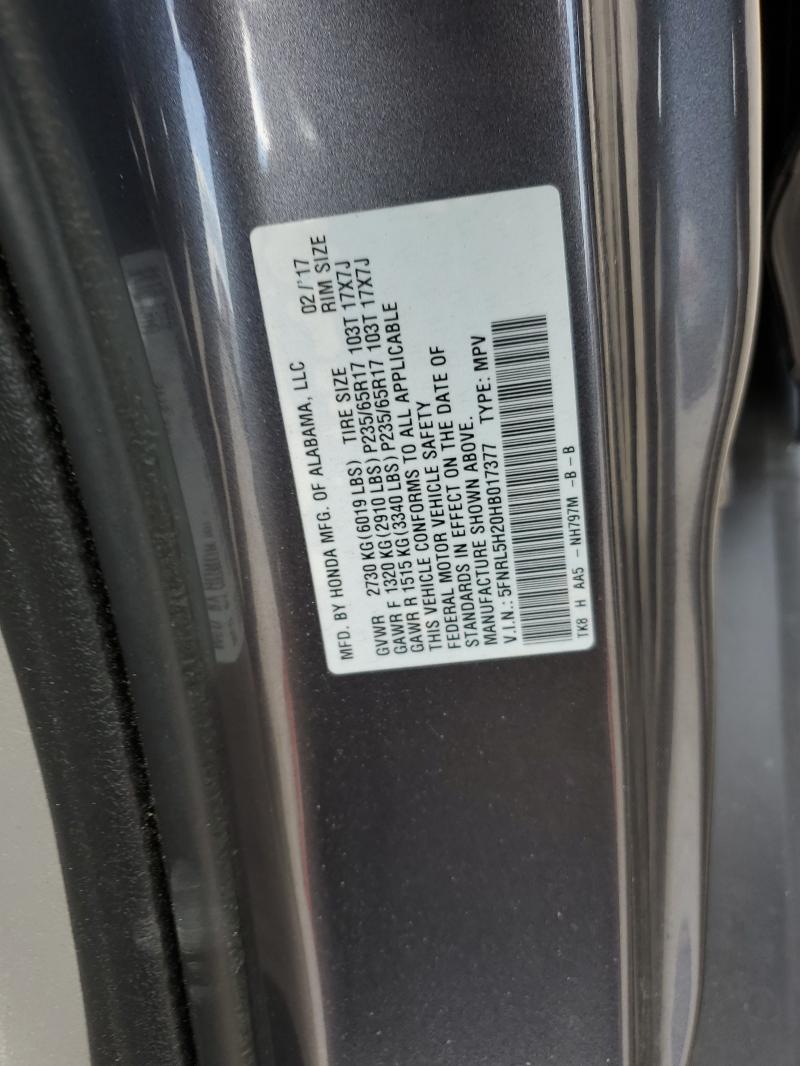 MFD. BY HONDA MFG. OF ALABAMA, LLC 02/'17
GVWR 2730 KG(6019 LBS) TIRE SIZE RIM SIZE
GAWR F 1320 KG(2910 LBS) P235/65R17 103T 17X7J
GAWR R 1515 KG(3340 LBS) P235/65R17 103T 17X7J
THIS VEHICLE CONFORMS TO ALL APPLICABLE
FEDERAL MOTOR VEHICLE SAFETY
STANDARDS IN EFFECT ON THE DATE OF
MANUFACTURE SHOWN ABOVE.
V.I.N.: 5FNRL5H20HB017377 TYPE: MPV
TK8 H AA5 - NH797M -B - B